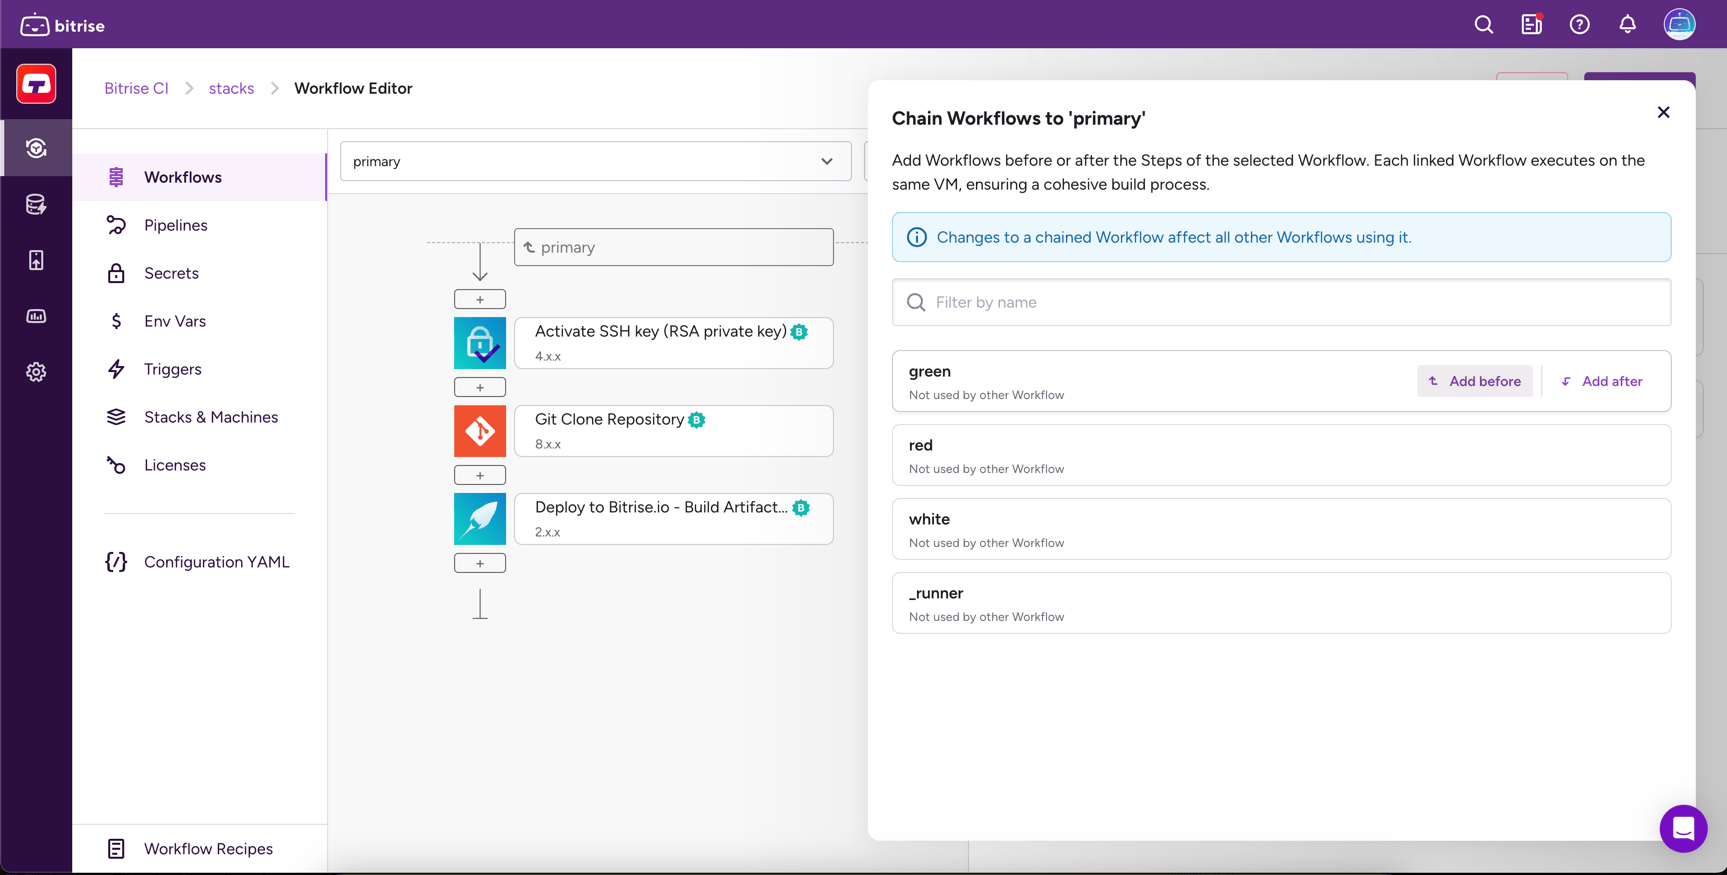 bitrise
Bitrise CI
stacks
Workflow Editor
Workflows
Pipelines
Secrets
Env Vars
Triggers
Stacks & Machines
Licenses
Configuration YAML
Workflow Recipes
primary
primary
+
Activate SSH key (RSA private key)
4.x.x
+
Git Clone Repository
8.x.x
+
Deploy to Bitrise.io - Build Artifact...
2.x.x
+
Chain Workflows to 'primary'
Add Workflows before or after the Steps of the selected Workflow. Each linked Workflow executes on the
same VM, ensuring a cohesive build process.
Changes to a chained Workflow affect all other Workflows using it.
Filter by name
green
Not used by other Workflow
Add before
Add after
red
Not used by other Workflow
white
Not used by other Workflow
_runner
Not used by other Workflow